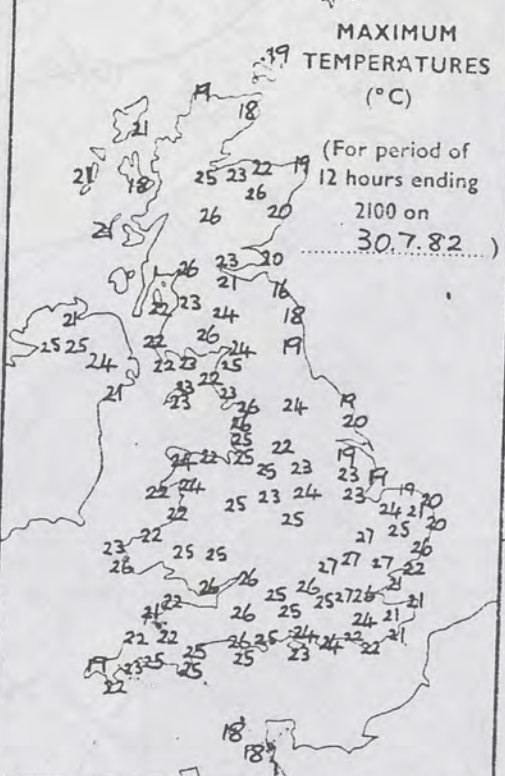 MAXIMUM
TEMPERATURES
(°C)
(For period of
12 hours ending
2100 on
30.7.82 )
19
19
18
21
21 18 25 23 22 19
26
26 20
21
23 20
26 21 16
22 23 24 18
21
25 25 22 26 24 19
24 22 23 25
21 23 22 23
23 26 24 19
26 20
25 22 19
24 22 25 25 23 23 19
22 24 25 23 24 23 19 20
22 25 24 21
22 27 25 20
23 25 25 27 27 27 26
26 26 26 26 22
21 22 25 25 27 26 21 21
26 25 24 21
22 22 26 25 24 24 22 21
19 23 25 25 25 23 22
22 25
18
18